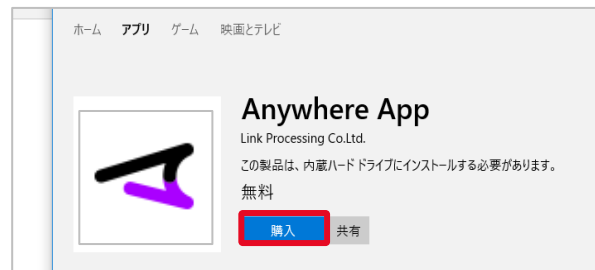 ホーム アプリ ゲーム 映画とテレビ
Anywhere App
Link Processing Co.Ltd.
この製品は、内蔵ハード ドライブにインストールする必要があります。
無料
購入 共有